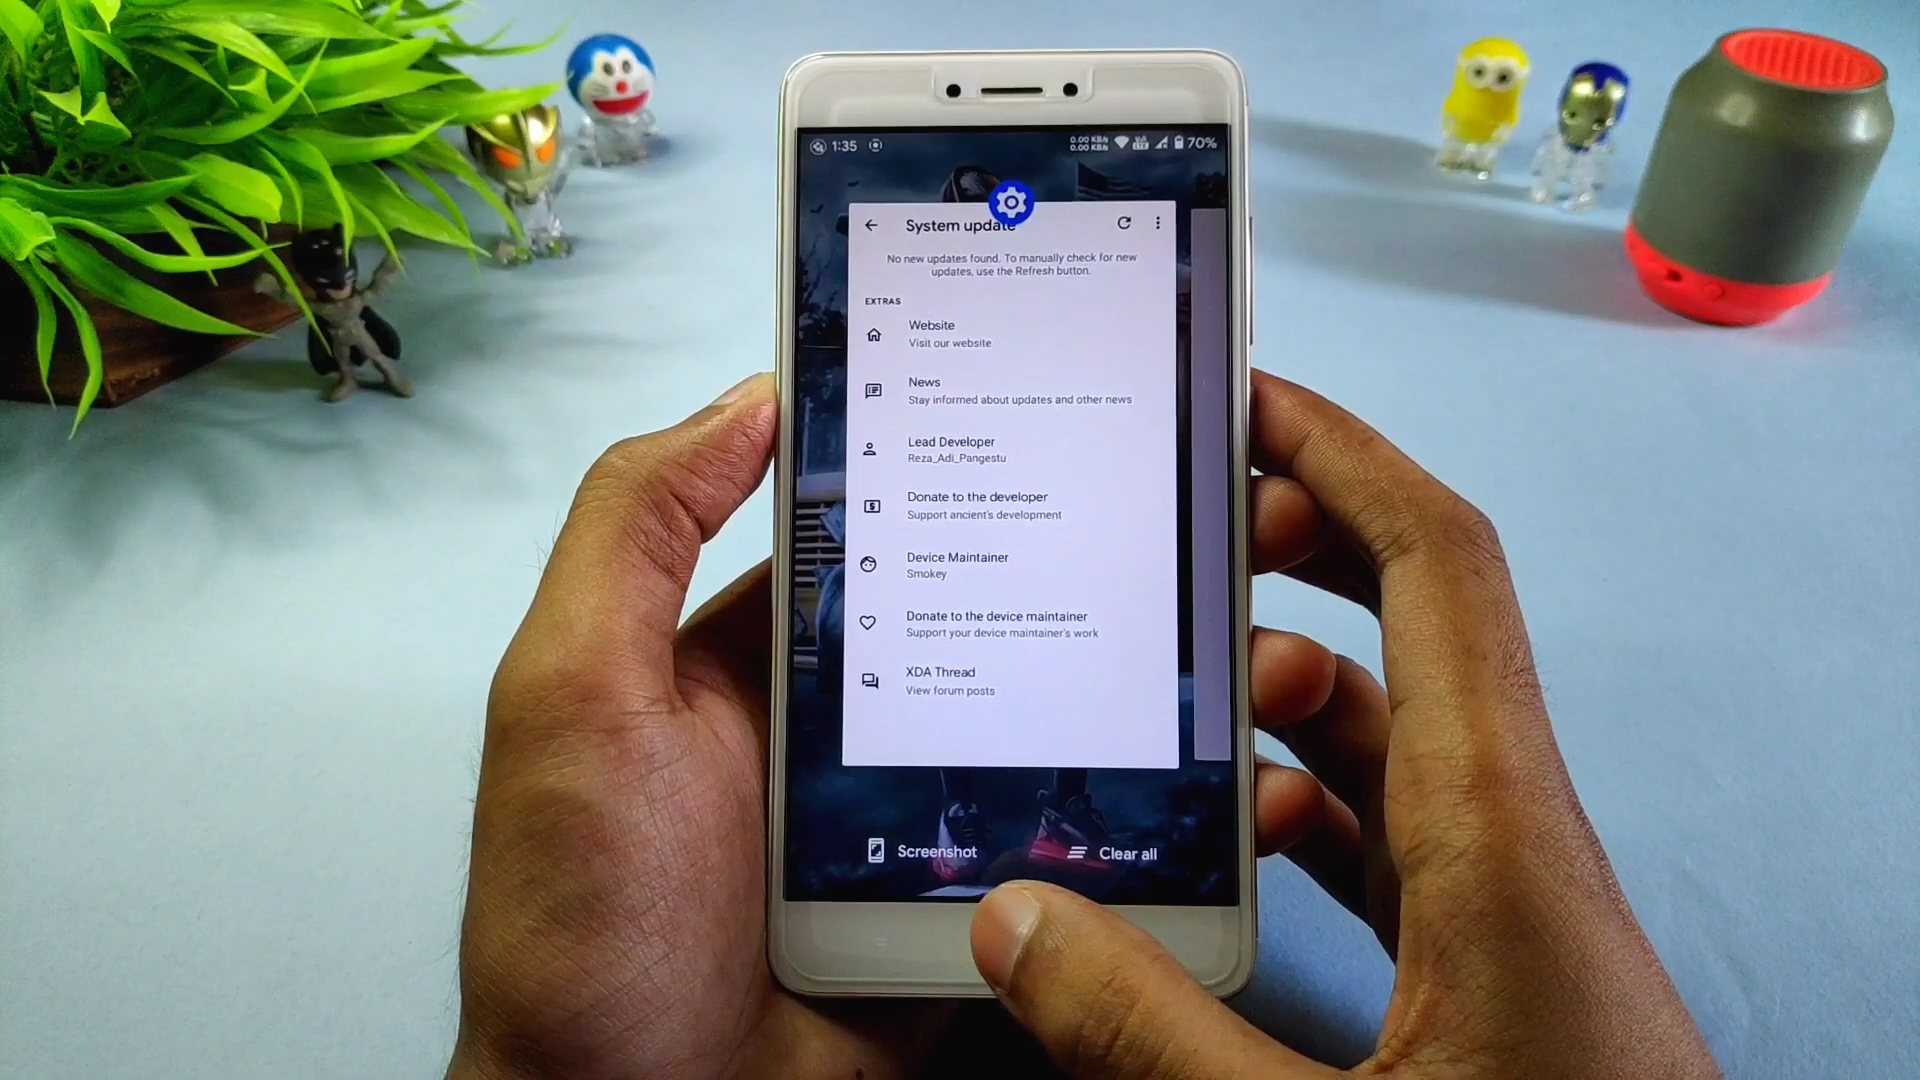 1:35
0.00 KB/s
0.00 KB/s
70%
System update
No new updates found. To manually check for new
updates, use the Refresh button.
EXTRAS
Website
Visit our website
News
Stay informed about updates and other news
Lead Developer
Reza_Adi_Pangestu
Donate to the developer
Support ancient's development
Device Maintainer
Smokey
Donate to the device maintainer
Support your device maintainer's work
XDA Thread
View forum posts
Screenshot
Clear all